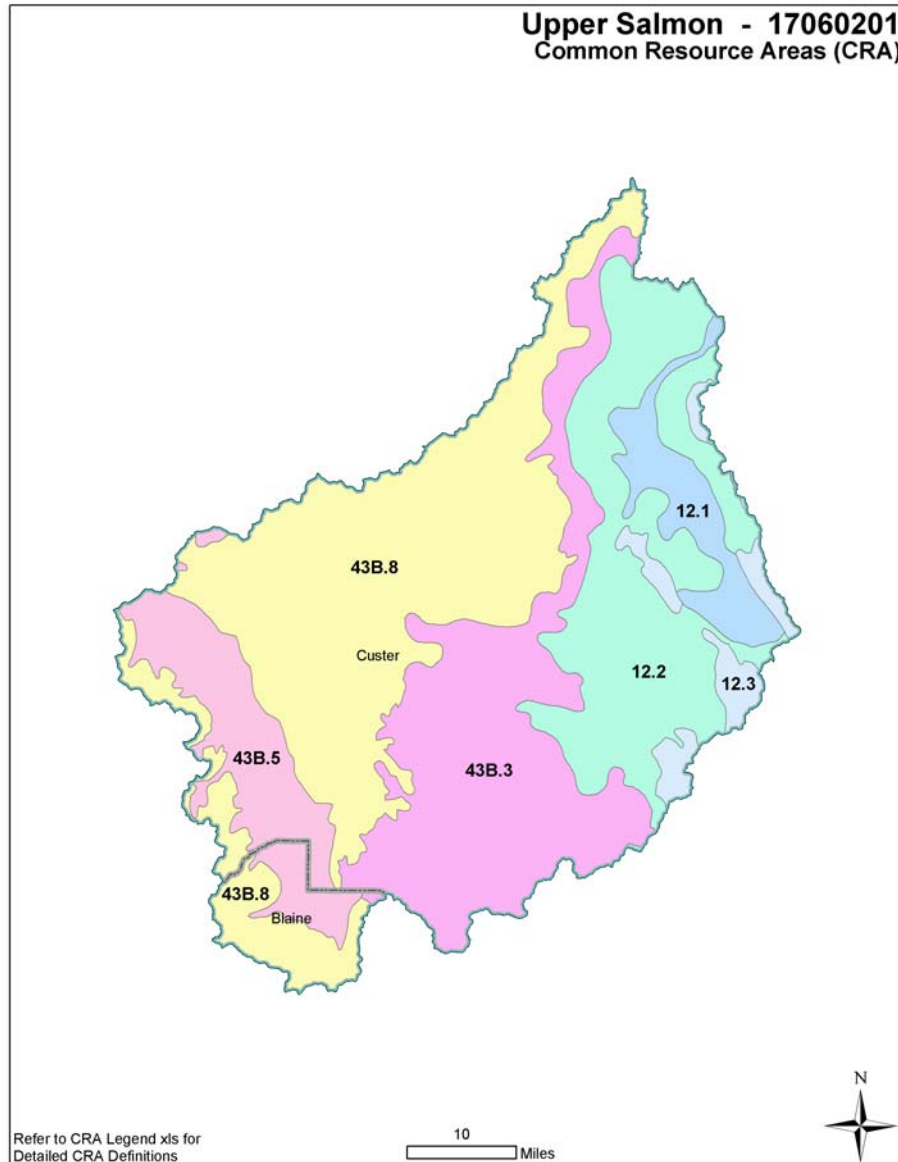 Upper Salmon - 17060201
Common Resource Areas (CRA)
12.1
43B.8
Custer
12.2
12.3
43B.5
43B.3
43B.8
Blaine
N
Refer to CRA Legend xls for
Detailed CRA Definitions
10
Miles